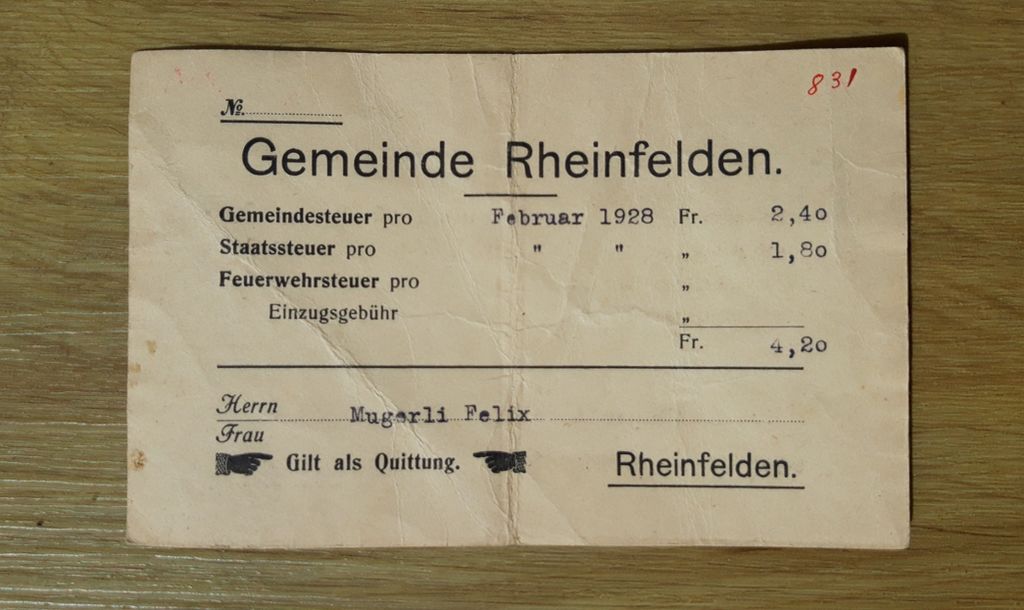 831
No.
Gemeinde Rheinfelden.
Gemeindesteuer pro Februar 1928 Fr. 2,40
Staatssteuer pro " " „ 1,80
Feuerwehrsteuer pro „
Einzugsgebühr „
Fr. 4,20
Herrn
Mugerli Felix
Frau
Gilt als Quittung. Rheinfelden.